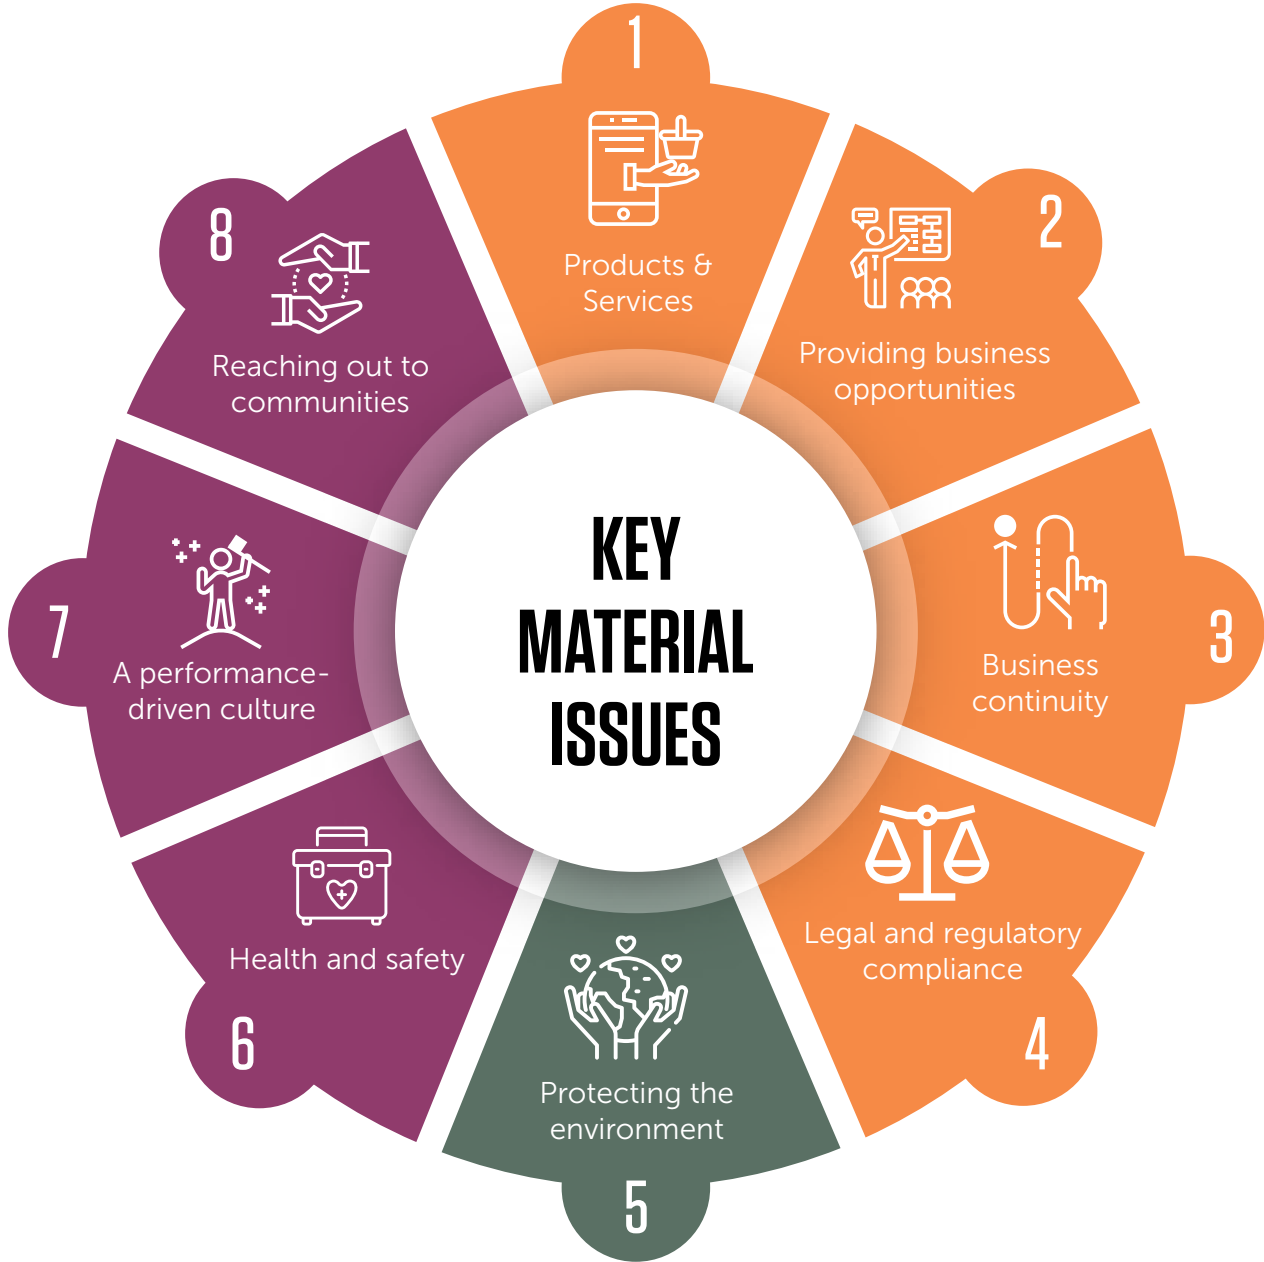 1
Products &
Services
2
Providing business
opportunities
3
Business
continuity
4
Legal and regulatory
compliance
5
Protecting the
environment
6
Health and safety
7
A performance-
driven culture
8
Reaching out to
communities
KEY
MATERIAL
ISSUES